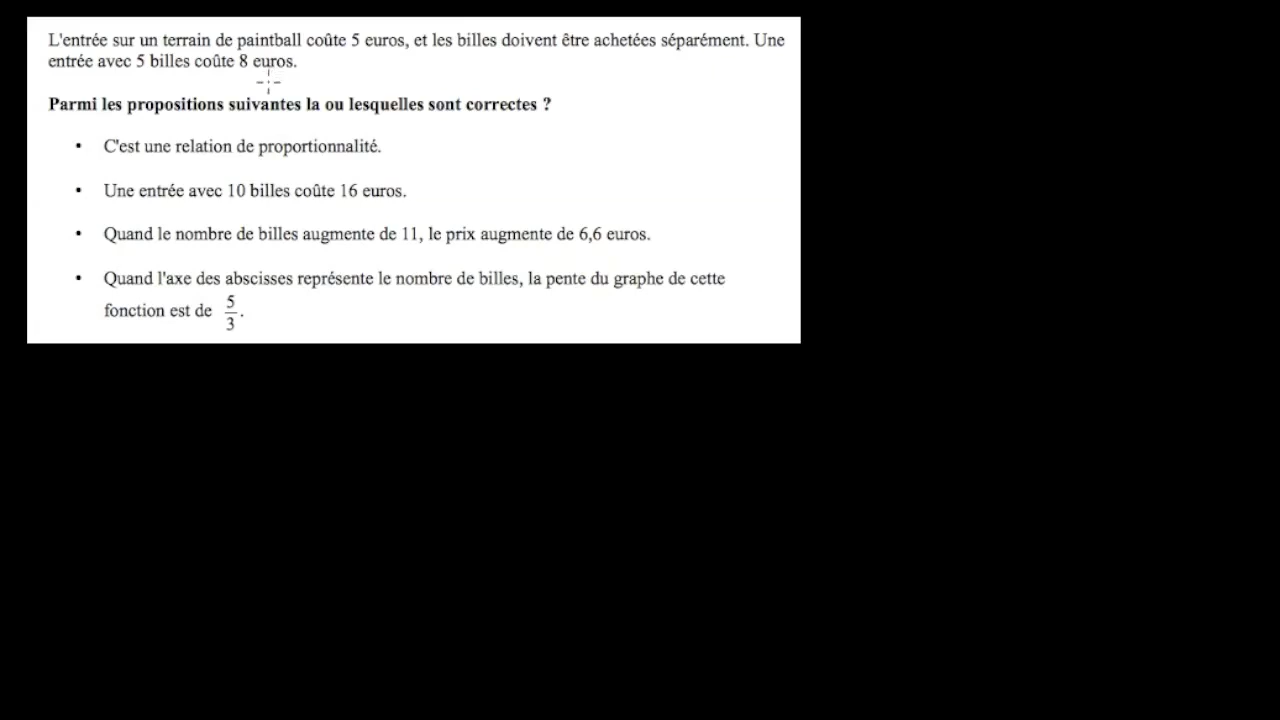 L'entrée sur un terrain de paintball coûte 5 euros, et les billes doivent être achetées séparément. Une
entrée avec 5 billes coûte 8 euros.
Parmi les propositions suivantes la ou lesquelles sont correctes ?
• C'est une relation de proportionnalité.
• Une entrée avec 10 billes coûte 16 euros.
• Quand le nombre de billes augmente de 11, le prix augmente de 6,6 euros.
• Quand l'axe des abscisses représente le nombre de billes, la pente du graphe de cette
fonction est de 5/3.